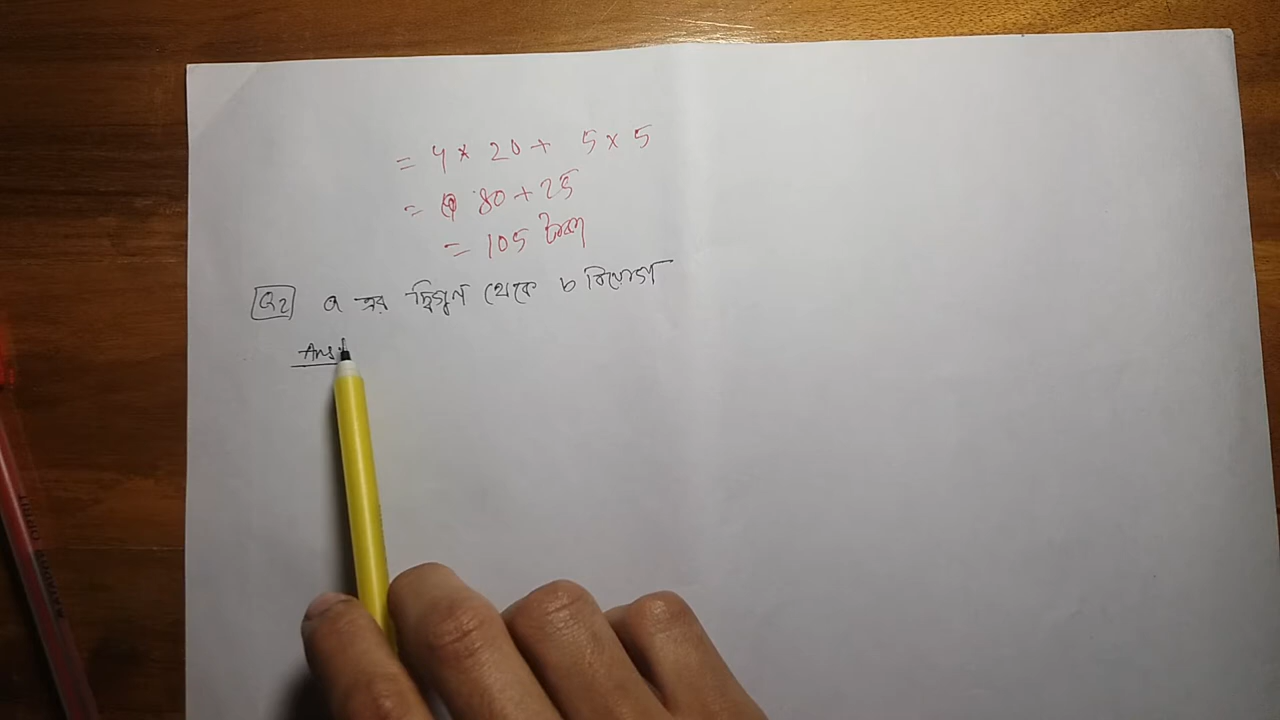 = 4 × 20 + 5 × 5
= 80 + 25
= 105 টাকা
Q2 a এর দ্বিগুণ থেকে b বিয়োগ
Ans: